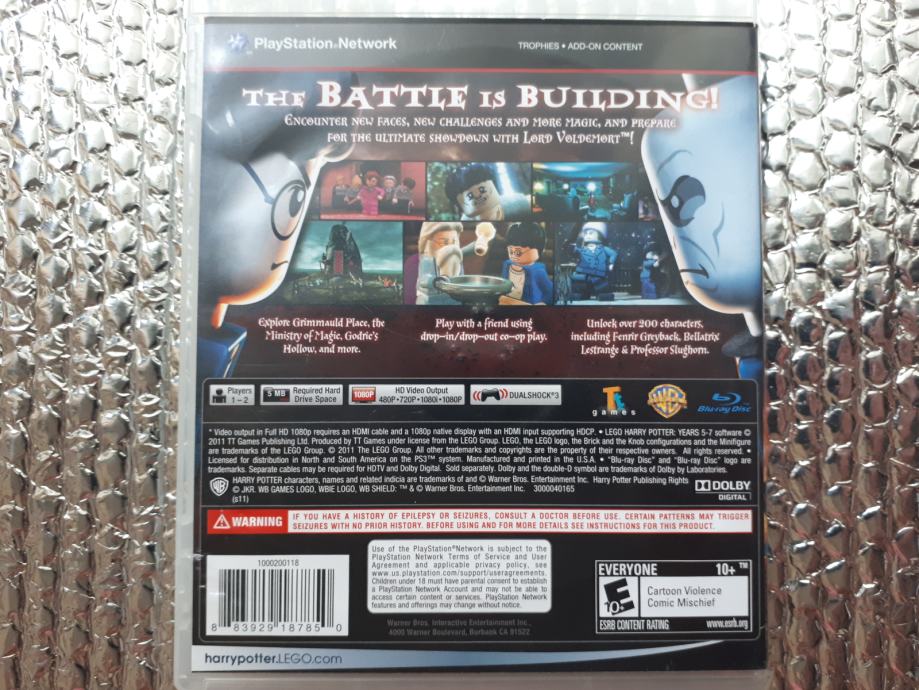 PlayStation®Network
TROPHIES • ADD-ON CONTENT
THE BATTLE IS BUILDING!
ENCOUNTER NEW FACES, NEW CHALLENGES AND MORE MAGIC, AND PREPARE
FOR THE ULTIMATE SHOWDOWN WITH LORD VOLDEMORT™!
Explore Grimmauld Place, the
Ministry of Magic, Godric's
Hollow, and more.
Play with a friend using
drop-in/drop-out co-op play.
Unlock over 200 characters,
including Fenrir Greyback, Bellatrix
Lestrange & Professor Slughorn.
Players
1-2
5 MB
Required Hard
Drive Space
1080P
HD Video Output
480P•720P•1080i•1080P
DUALSHOCK®3
TT
games
WB
Blu-ray Disc
* Video output in Full HD 1080p requires an HDMI cable and a 1080p native display with an HDMI input supporting HDCP. • LEGO HARRY POTTER: YEARS 5-7 software ©
2011 TT Games Publishing Ltd. Produced by TT Games under license from the LEGO Group. LEGO, the LEGO logo, the Brick and the Knob configurations and the Minifigure
are trademarks of the LEGO Group. © 2011 The LEGO Group. All other trademarks and copyrights are the property of their respective owners. All rights reserved. •
Licensed for distribution in North and South America on the PS3™ system. Manufactured and printed in the U.S.A. • "Blu-ray Disc" and "Blu-ray Disc" logo are
trademarks. Separate cables may be required for HDTV and Dolby Digital. Sold separately. Dolby and the double-D symbol are trademarks of Dolby Laboratories.
HARRY POTTER characters, names and related indicia are trademarks of and © Warner Bros. Entertainment Inc. Harry Potter Publishing Rights
© JKR. WB GAMES LOGO, WBIE LOGO, WB SHIELD: ™ & © Warner Bros. Entertainment Inc. 3000040165
(s11)
DOLBY
DIGITAL
WARNING
IF YOU HAVE A HISTORY OF EPILEPSY OR SEIZURES, CONSULT A DOCTOR BEFORE USE. CERTAIN PATTERNS MAY TRIGGER
SEIZURES WITH NO PRIOR HISTORY. BEFORE USING AND FOR MORE DETAILS SEE INSTRUCTIONS FOR THIS PRODUCT.
1000200118
8 83929 18785 0
Use of the PlayStation®Network is subject to the
PlayStation Network Terms of Service and User
Agreement and applicable privacy policy, see
www.us.playstation.com/support/useragreements.
Children under 18 must have parental consent to establish
a PlayStation Network Account and may not be able to
access certain content or services. PlayStation Network
features and offerings may change without notice.
Warner Bros. Interactive Entertainment Inc.,
4000 Warner Boulevard, Burbank CA 91522
EVERYONE 10+™
E
10+
Cartoon Violence
Comic Mischief
ESRB CONTENT RATING www.esrb.org
harrypotter.LEGO.com